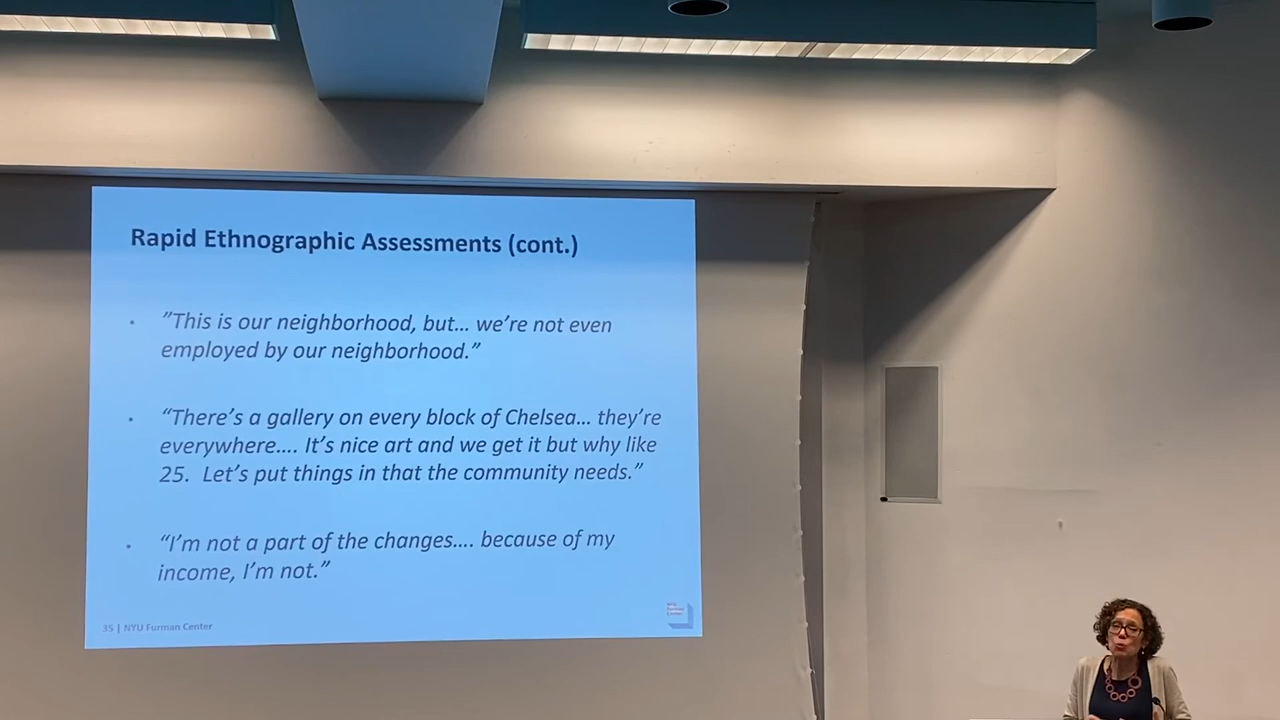 Rapid Ethnographic Assessments (cont.)
• "This is our neighborhood, but... we're not even
employed by our neighborhood."
• "There's a gallery on every block of Chelsea... they're
everywhere.... It's nice art and we get it but why like
25.  Let's put things in that the community needs."
• "I'm not a part of the changes.... because of my
income, I'm not."
35 | NYU Furman Center
NYU
Furman
Center